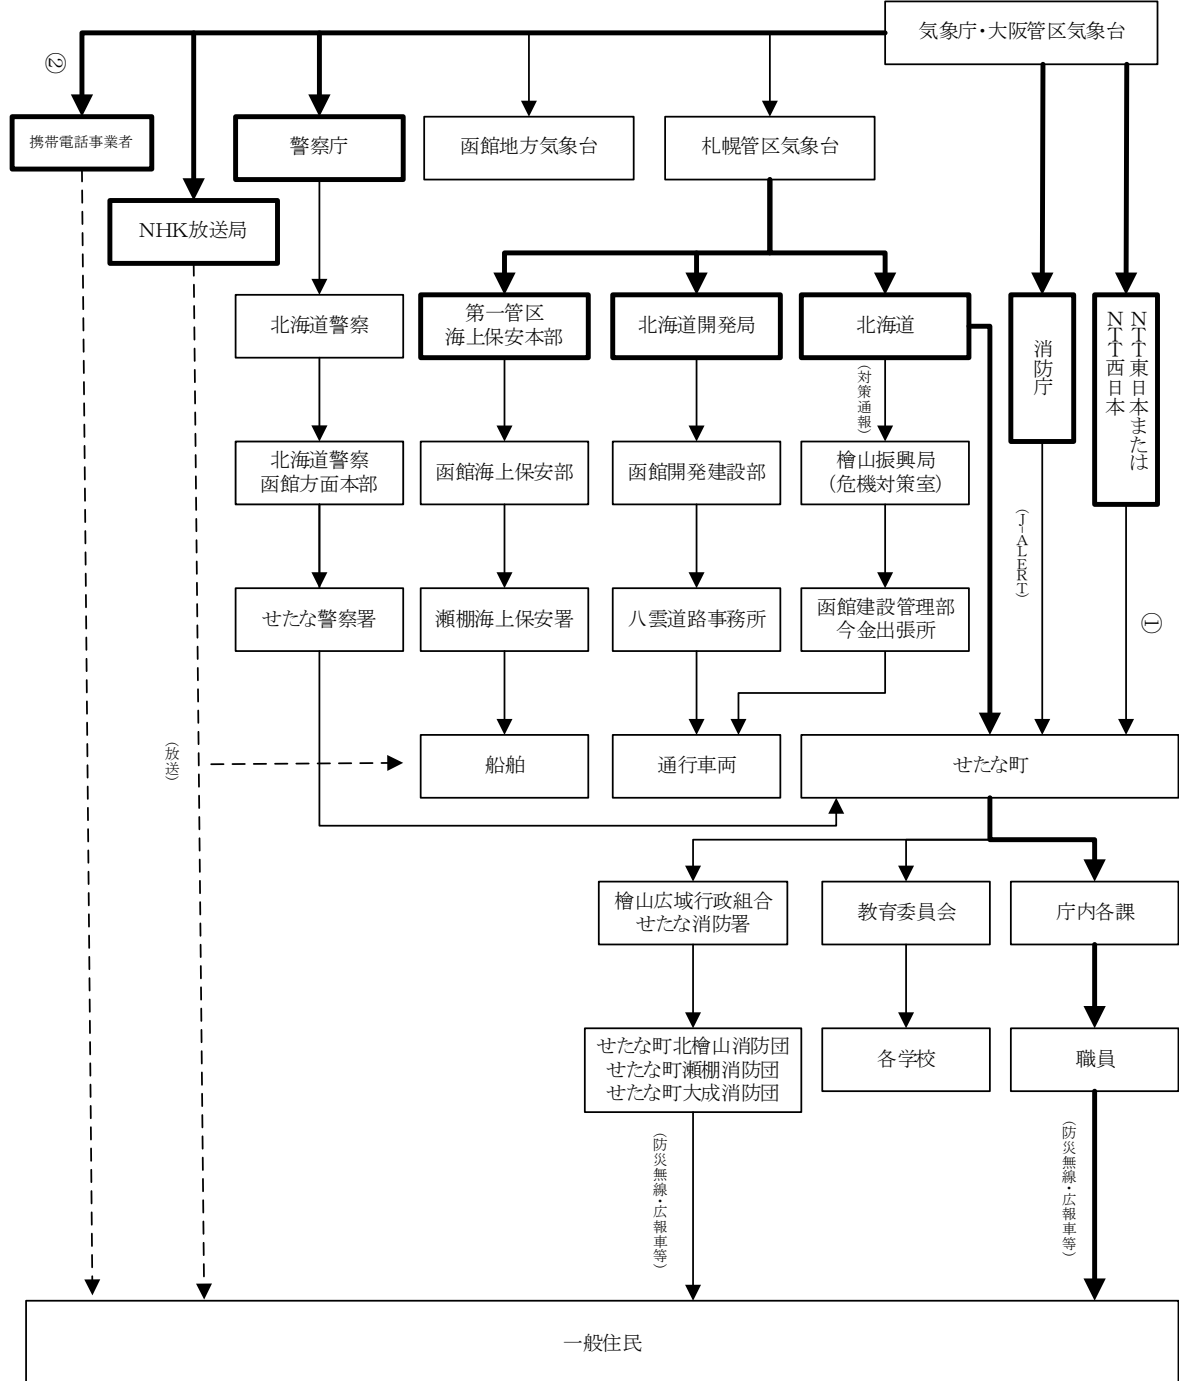 気象庁・大阪管区気象台
②
携帯電話事業者
警察庁
函館地方気象台
札幌管区気象台
NHK放送局
北海道警察
第一管区
海上保安本部
北海道開発局
北海道
消防庁
NTT東日本または
NTT西日本
(対策通報)
北海道警察
函館方面本部
函館海上保安部
函館開発建設部
檜山振興局
(危機対策室)
(J-ALERT)
①
せたな警察署
瀬棚海上保安署
八雲道路事務所
函館建設管理部
今金出張所
(放送)
船舶
通行車両
せたな町
檜山広域行政組合
せたな消防署
教育委員会
庁内各課
せたな町北檜山消防団
せたな町瀬棚消防団
せたな町大成消防団
各学校
職員
(防災無線・広報車等)
(防災無線・広報車等)
一般住民